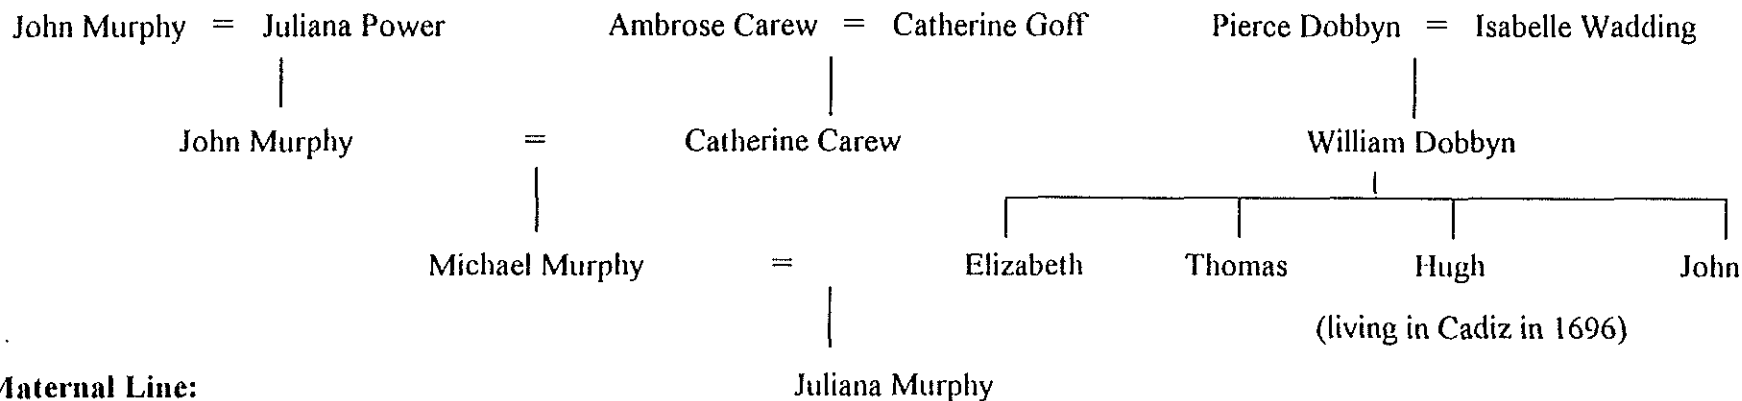 John Murphy = Juliana Power Ambrose Carew = Catherine Goff Pierce Dobbyn = Isabelle Wadding
John Murphy = Catherine Carew William Dobbyn
Michael Murphy = Elizabeth Thomas Hugh John
(living in Cadiz in 1696)
Maternal Line: Juliana Murphy